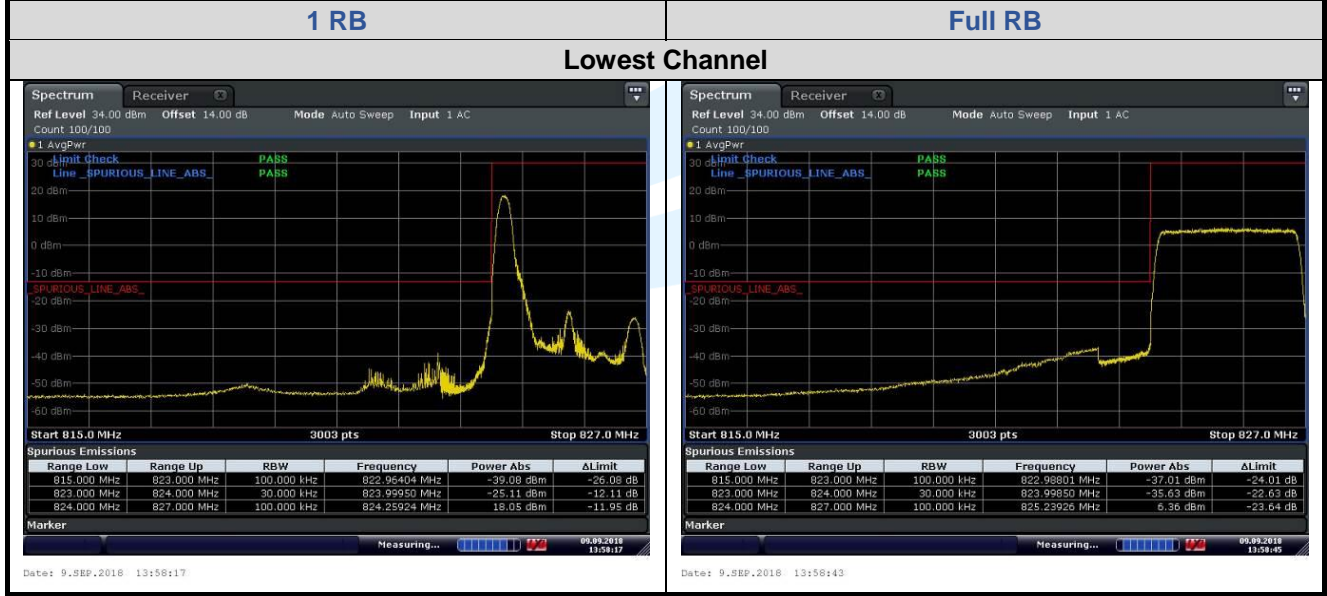 1 RB Full RB
Lowest Channel
Spectrum Receiver
Ref Level 34.00 dBm Offset 14.00 dB Mode Auto Sweep Input 1 AC
Count 100/100
1 AvgPwr
30 dBm Limit Check PASS
Line _SPURIOUS_LINE_ABS_ PASS
20 dBm
10 dBm
0 dBm
-10 dBm
_SPURIOUS_LINE_ABS_
-20 dBm
-30 dBm
-40 dBm
-50 dBm
-60 dBm
Start 815.0 MHz 3003 pts Stop 827.0 MHz
Spurious Emissions
Range Low Range Up RBW Frequency Power Abs ΔLimit
815.000 MHz 823.000 MHz 100.000 kHz 822.96404 MHz -39.08 dBm -26.08 dB
823.000 MHz 824.000 MHz 30.000 kHz 823.99950 MHz -25.11 dBm -12.11 dB
824.000 MHz 827.000 MHz 100.000 kHz 824.25924 MHz 18.05 dBm -11.95 dB
Marker
Measuring... 09.09.2018
13:58:17
Date: 9.SEP.2018 13:58:17
Spectrum Receiver
Ref Level 34.00 dBm Offset 14.00 dB Mode Auto Sweep Input 1 AC
Count 100/100
1 AvgPwr
30 dBm Limit Check PASS
Line _SPURIOUS_LINE_ABS_ PASS
20 dBm
10 dBm
0 dBm
-10 dBm
_SPURIOUS_LINE_ABS_
-20 dBm
-30 dBm
-40 dBm
-50 dBm
-60 dBm
Start 815.0 MHz 3003 pts Stop 827.0 MHz
Spurious Emissions
Range Low Range Up RBW Frequency Power Abs ΔLimit
815.000 MHz 823.000 MHz 100.000 kHz 822.98801 MHz -37.01 dBm -24.01 dB
823.000 MHz 824.000 MHz 30.000 kHz 823.99850 MHz -35.63 dBm -22.63 dB
824.000 MHz 827.000 MHz 100.000 kHz 825.23926 MHz 6.36 dBm -23.64 dB
Marker
Measuring... 09.09.2018
13:58:45
Date: 9.SEP.2018 13:58:43